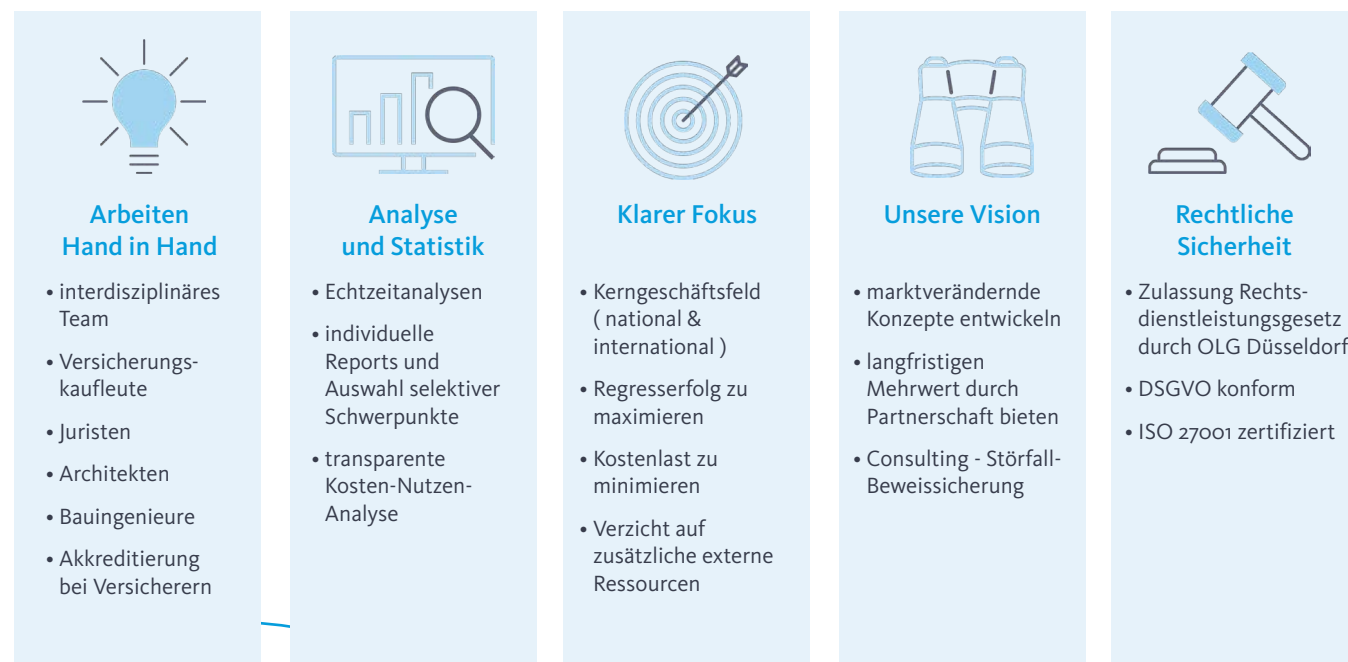 Arbeiten
Hand in Hand
• interdisziplinäres
Team
• Versicherungs-
kaufleute
• Juristen
• Architekten
• Bauingenieure
• Akkreditierung
bei Versicherern
Analyse
und Statistik
• Echtzeitanalysen
• individuelle
Reports und
Auswahl selektiver
Schwerpunkte
• transparente
Kosten-Nutzen-
Analyse
Klarer Fokus
• Kerngeschäftsfeld
( national &
international )
• Regresserfolg zu
maximieren
• Kostenlast zu
minimieren
• Verzicht auf
zusätzliche externe
Ressourcen
Unsere Vision
• marktverändernde
Konzepte entwickeln
• langfristigen
Mehrwert durch
Partnerschaft bieten
• Consulting - Störfall-
Beweissicherung
Rechtliche
Sicherheit
• Zulassung Rechts-
dienstleistungsgesetz
durch OLG Düsseldorf
• DSGVO konform
• ISO 27001 zertifiziert